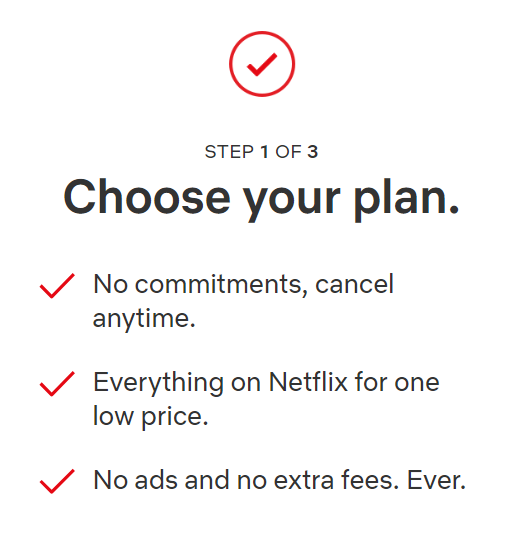 STEP 1 OF 3
Choose your plan.
No commitments, cancel
anytime.
Everything on Netflix for one
low price.
No ads and no extra fees. Ever.